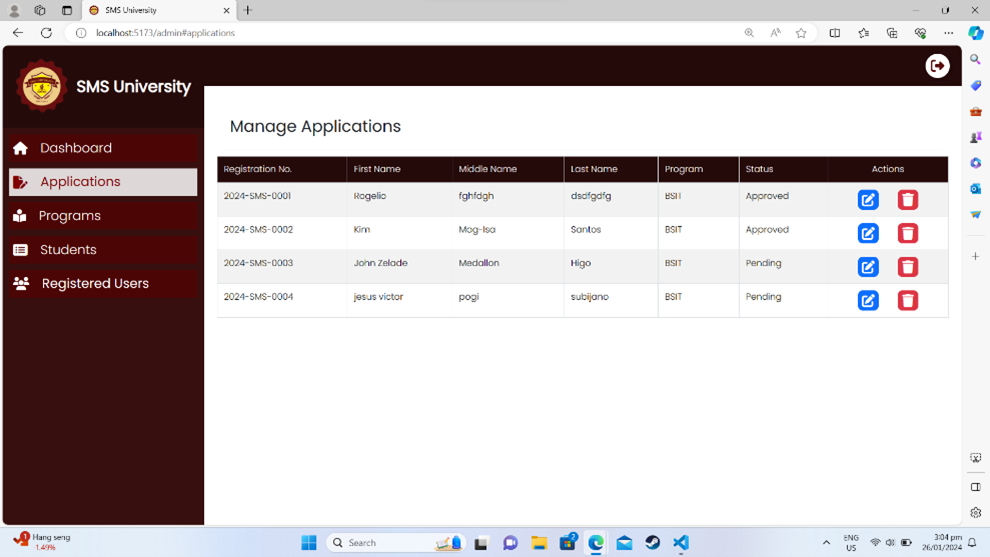 SMS University
localhost:5173/admin#applications
SMS University
Dashboard
Applications
Programs
Students
Registered Users
Manage Applications
Registration No. First Name Middle Name Last Name Program Status Actions
2024-SMS-0001 Rogelio fghfdgh dsdfgdfg BSIT Approved
2024-SMS-0002 Kim Mag-Isa Santos BSIT Approved
2024-SMS-0003 John Zelade Medallon Higo BSIT Pending
2024-SMS-0004 jesus victor pogi subijano BSIT Pending
1 Hang seng
1.49%
Search
2
ENG
US
3:04 pm
26/01/2024